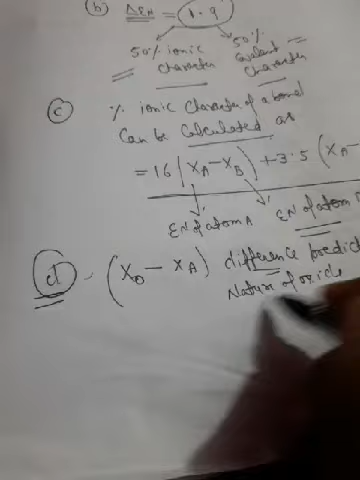 (b) ΔEN = 1.9
50% ionic character
50% covalent character
(c) % ionic character of a bond
can be calculated as
= 16 (XA − XB) + 3.5 (XA −
EN of atom A
EN of atom
(d) - (XO − XA) difference predict
Nature of oxide